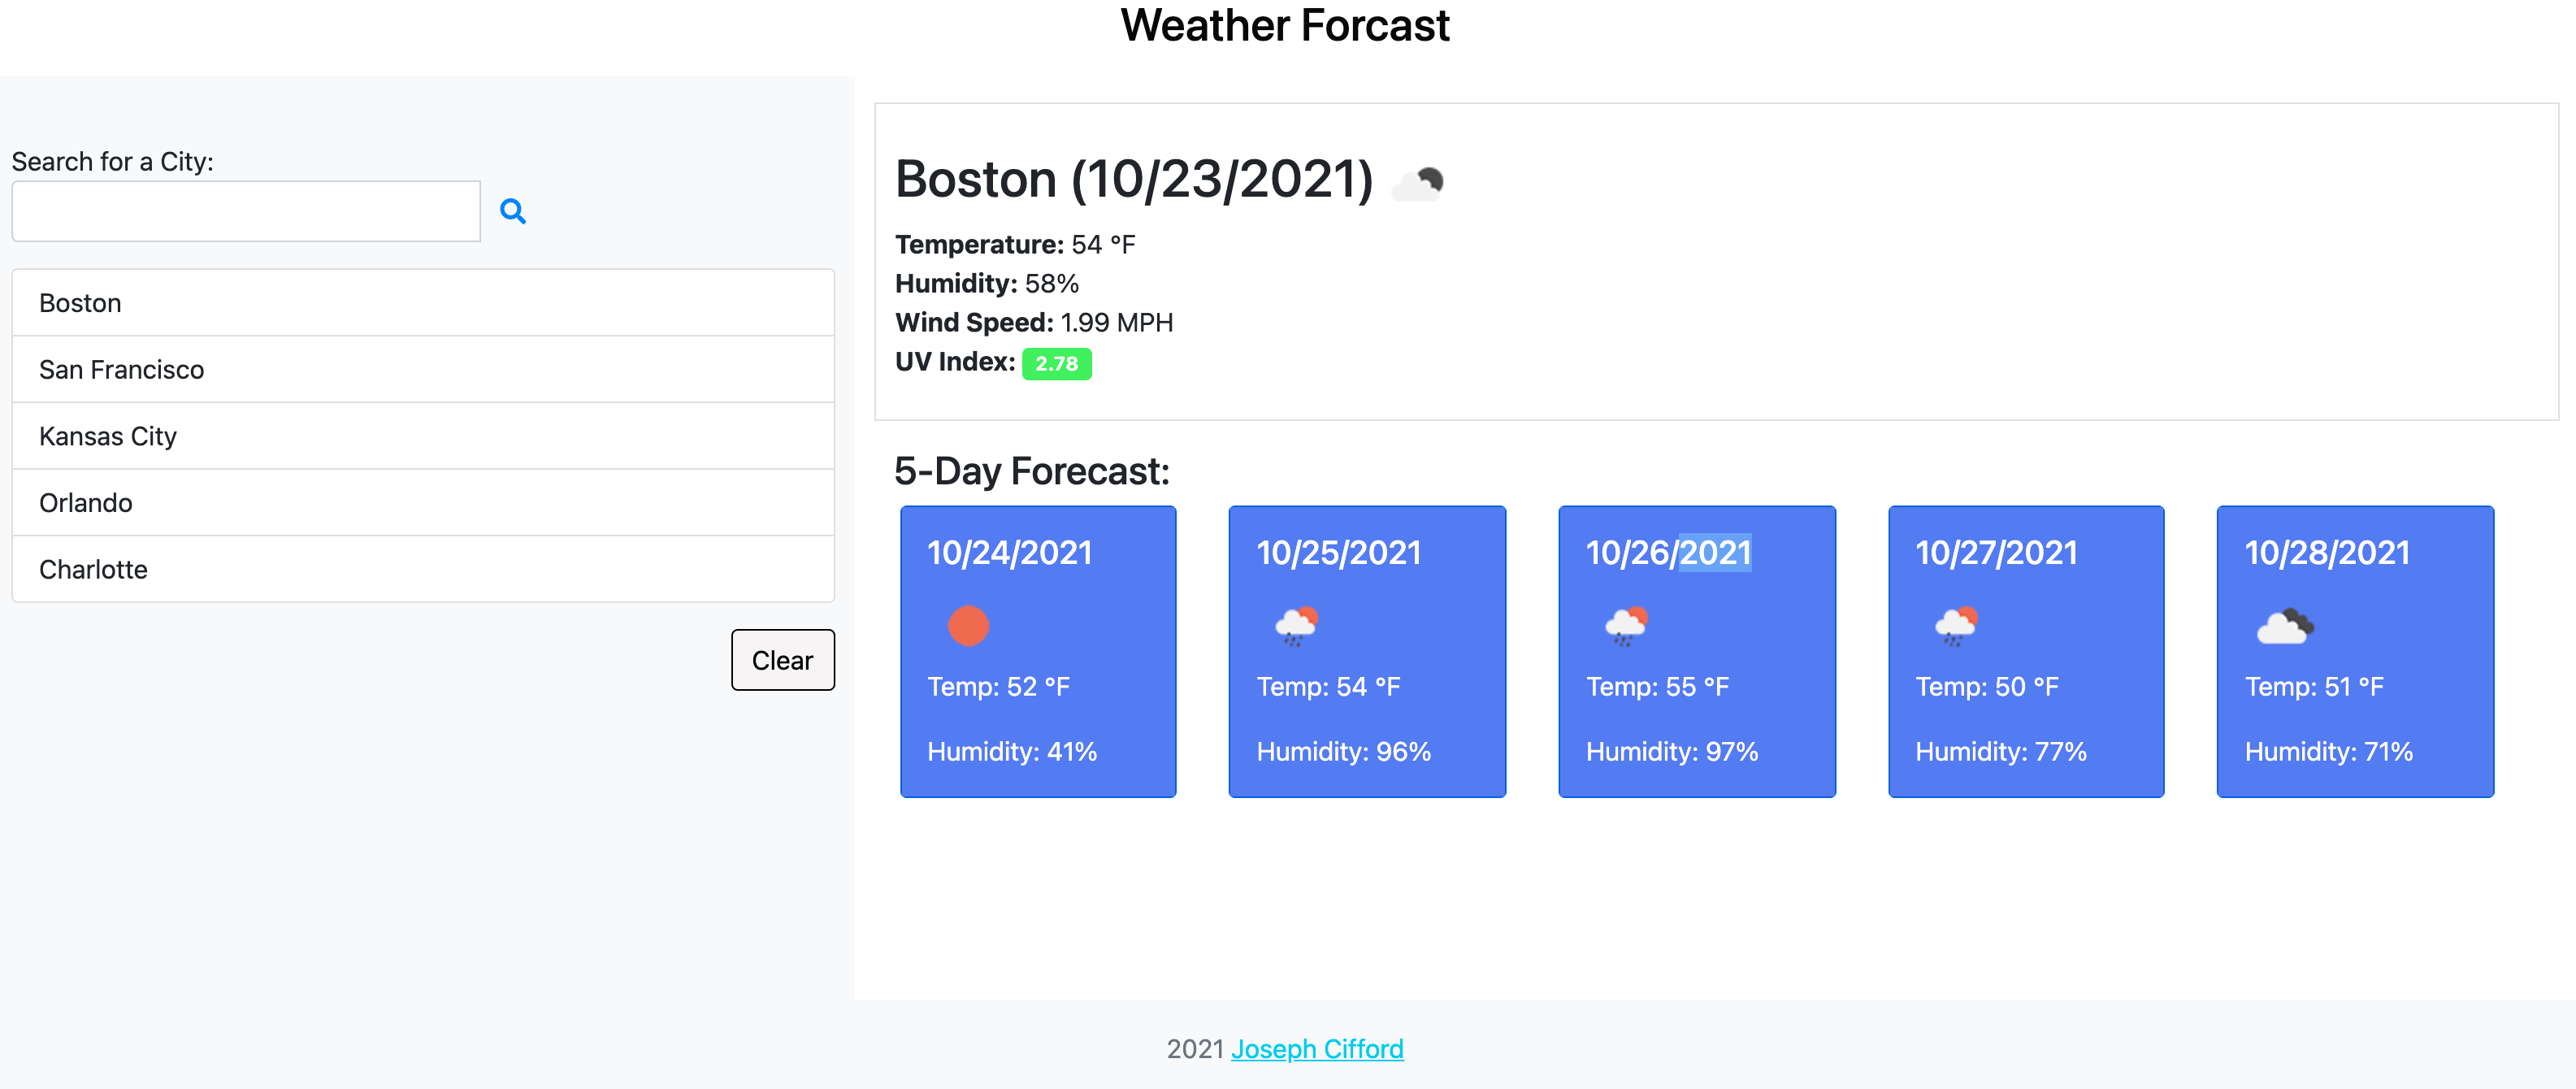 Weather Forcast
Search for a City:
Boston
San Francisco
Kansas City
Orlando
Charlotte
Clear
Boston (10/23/2021)
Temperature: 54 °F
Humidity: 58%
Wind Speed: 1.99 MPH
UV Index: 2.78
5-Day Forecast:
10/24/2021
Temp: 52 °F
Humidity: 41%
10/25/2021
Temp: 54 °F
Humidity: 96%
10/26/2021
Temp: 55 °F
Humidity: 97%
10/27/2021
Temp: 50 °F
Humidity: 77%
10/28/2021
Temp: 51 °F
Humidity: 71%
2021 Joseph Cifford